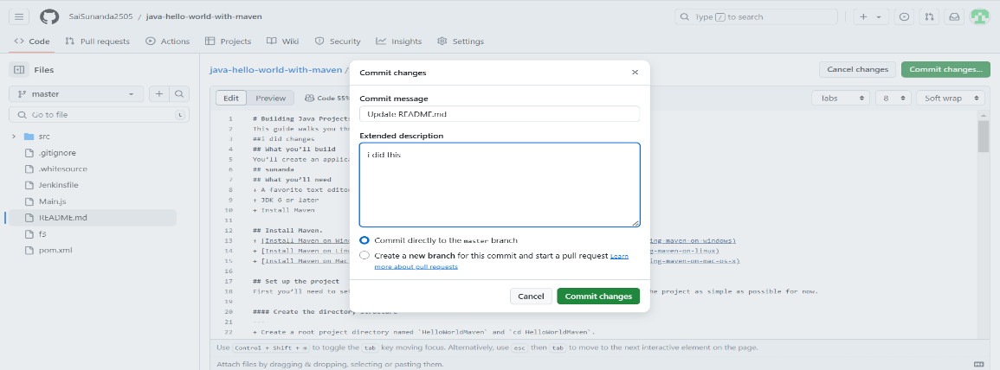 SaiSunanda2505 / java-hello-world-with-maven
Type / to search
Code Pull requests Actions Projects Wiki Security Insights Settings
Files
master
Go to file
t
src
.gitignore
.whitesource
Jenkinsfile
Main.js
README.md
f3
pom.xml
java-hello-world-with-maven /
Cancel changes Commit changes...
Edit Preview Code 55%
Tabs 8 Soft wrap
1 # Building Java Projects
2 This guide walks you
3 ##i did changes
4 ## What you'll build
5 You'll create an
6 ## sunanda
7 ## What you'll need
8 + A favorite text editor
9 + JDK 6 or later
10 + Install Maven
11
12 ## Install Maven.
13 + [Install Maven on ing-maven-on-windows)
14 + [Install Maven on g-maven-on-linux)
15 + [Install Maven on Mac ing-maven-on-mac-os-x)
16
17 ## Set up the project
18 First you'll need to he project as simple as possible for now.
19
20 #### Create the directory structure
21 ---
22 + Create a root project directory named `HelloWorldMaven` and `cd HelloWorldMaven`.
Use Control + Shift + m to toggle the tab key moving focus. Alternatively, use esc then tab to move to the next interactive element on the page.
Attach files by dragging & dropping, selecting or pasting them.
Commit changes
Commit message
Update README.md
Extended description
i did this
Commit directly to the master branch
Create a new branch for this commit and start a pull request Learn
more about pull requests
Cancel Commit changes